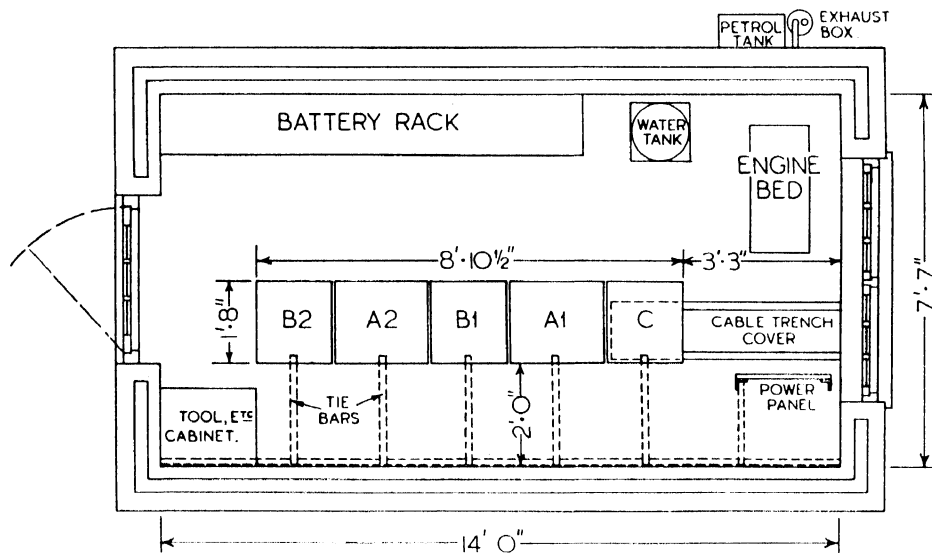 PETROL
TANK
EXHAUST
BOX
BATTERY RACK
WATER
TANK
ENGINE
BED
8'·10½"
3'·3"
7'·7"
1'·8"
B2
A2
B1
A1
C
CABLE TRENCH
COVER
TIE
BARS
2'·0"
POWER
PANEL
TOOL, ETC
CABINET.
14' 0"